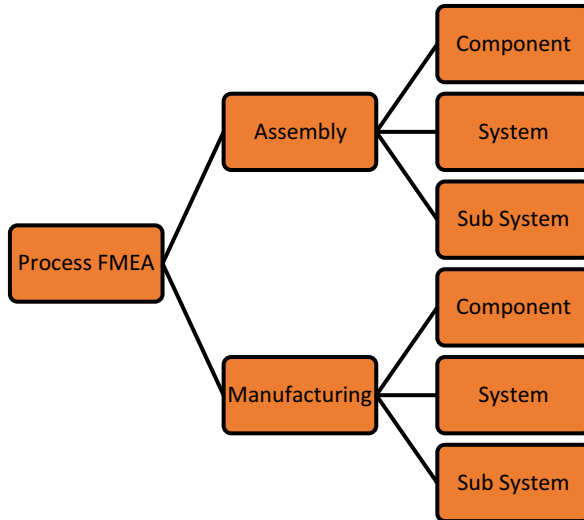 Process FMEA
Assembly
Component
System
Sub System
Manufacturing
Component
System
Sub System